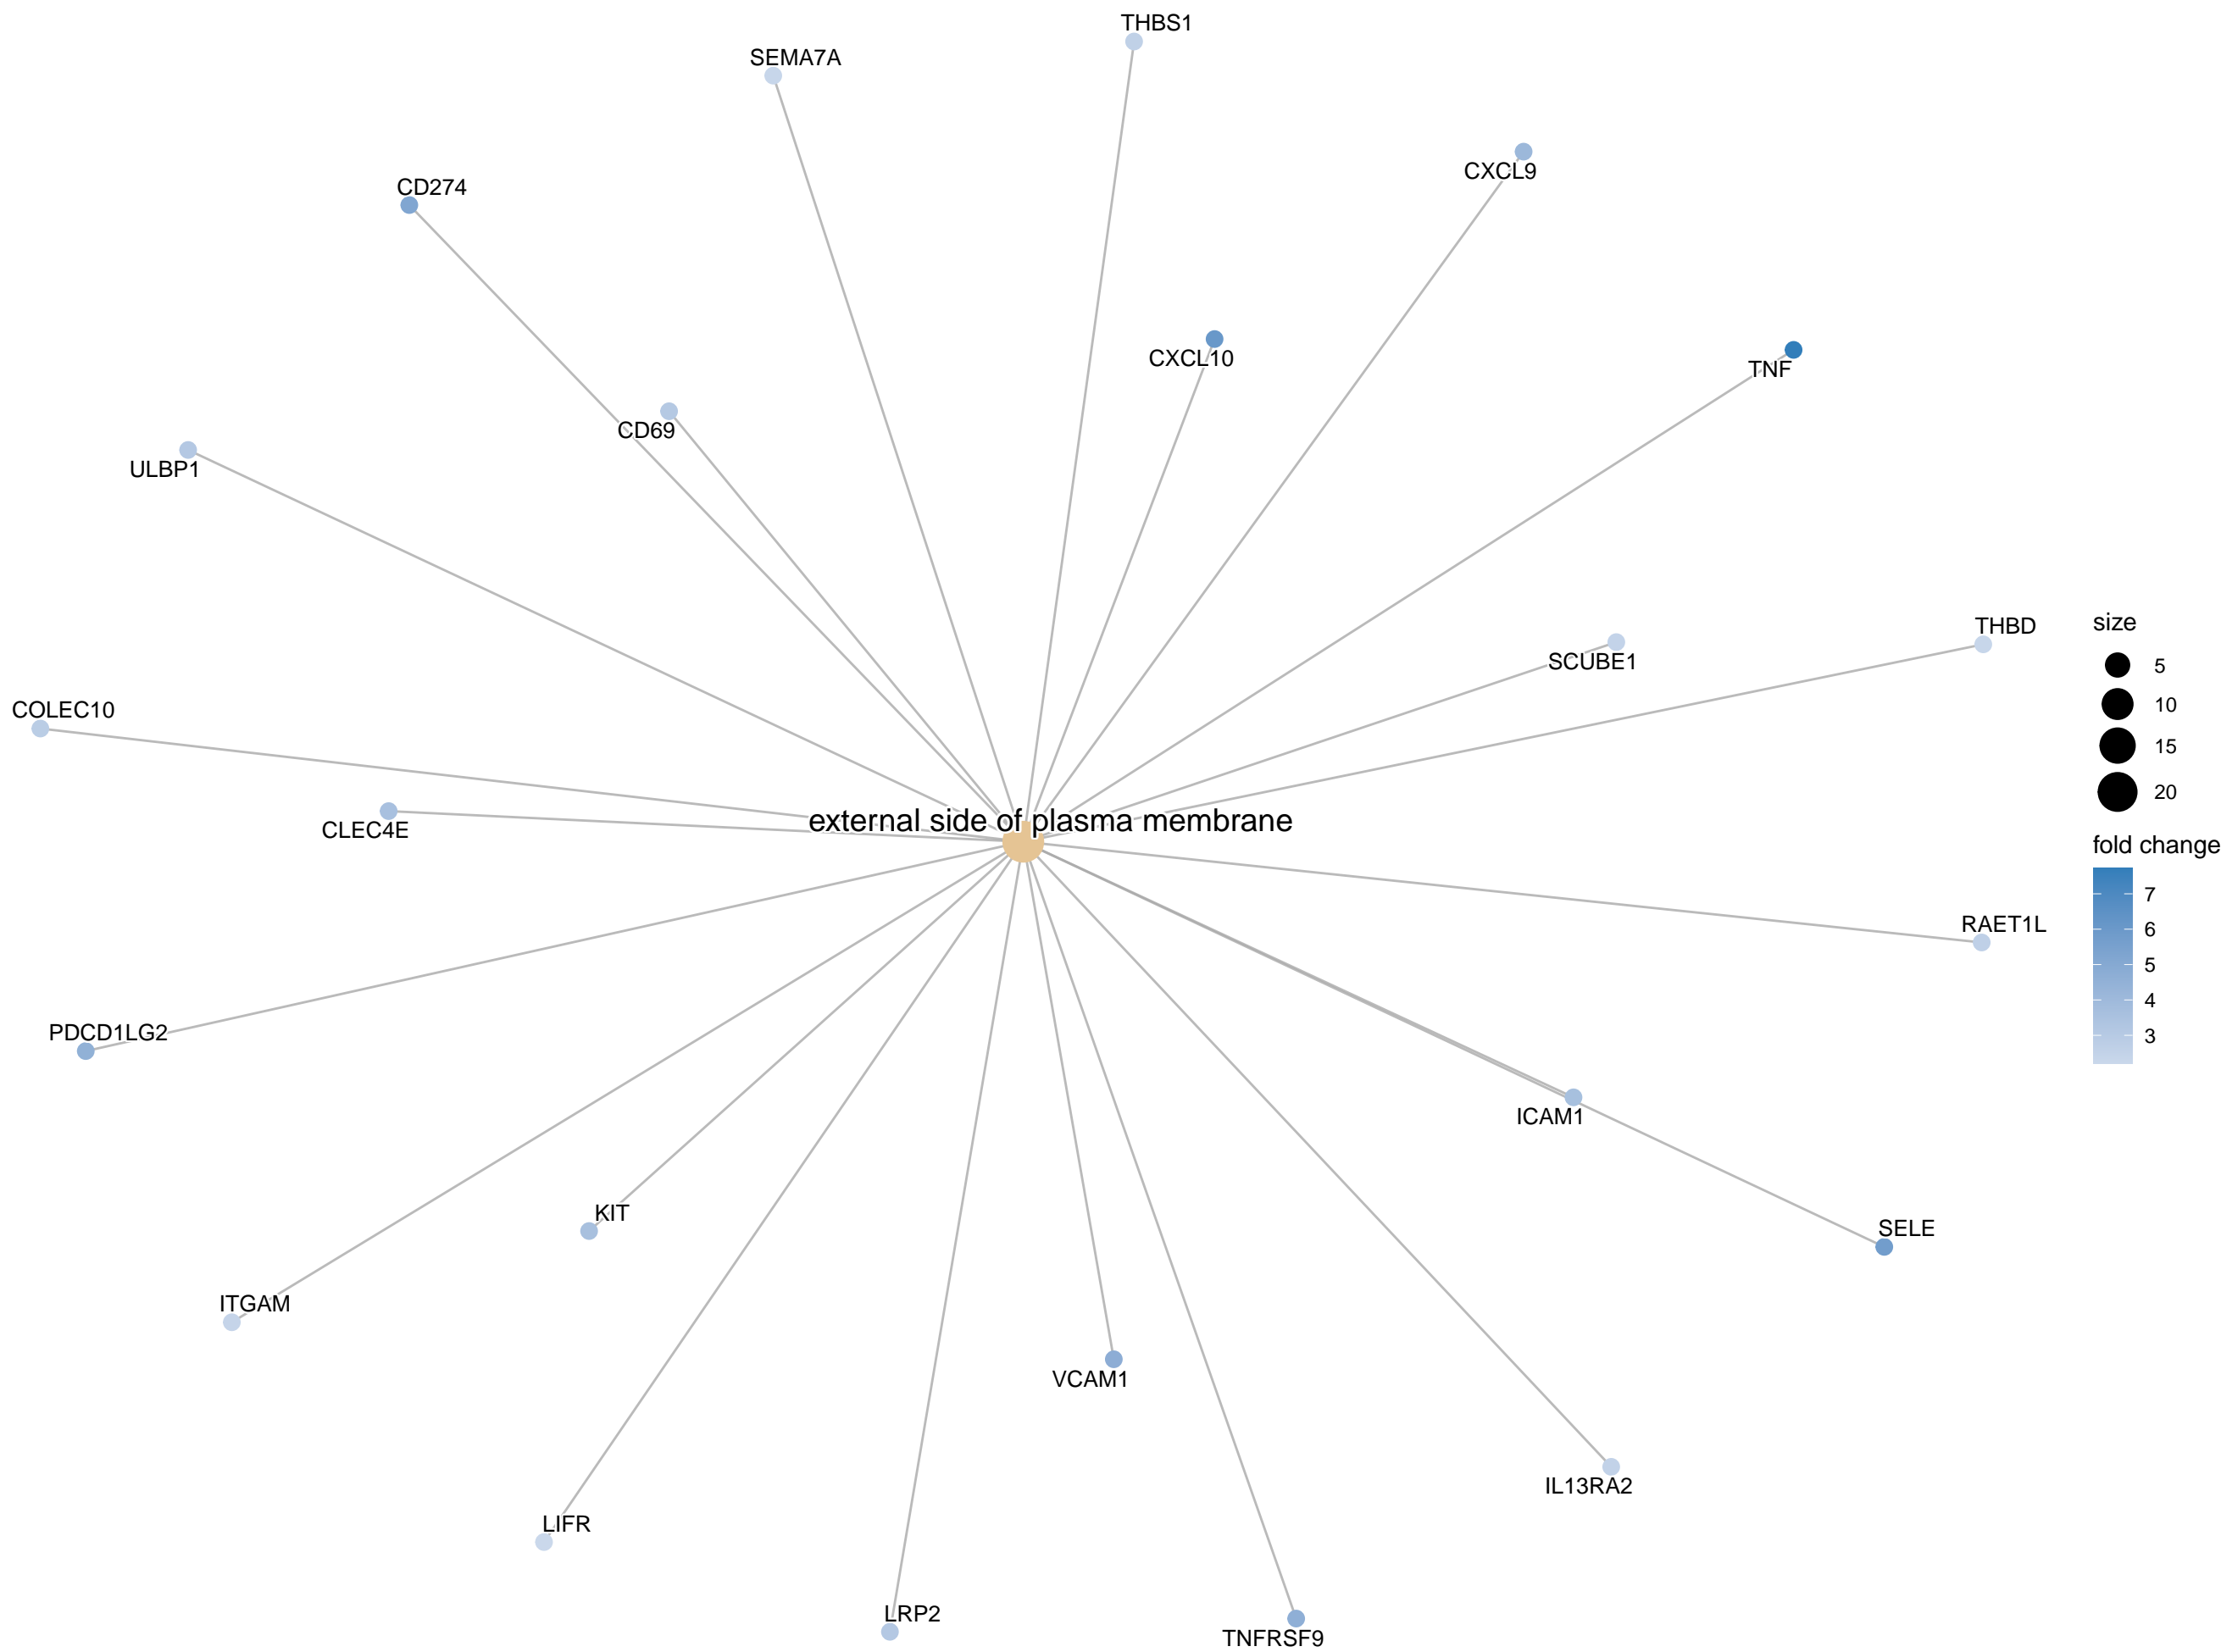 THBS1
SEMA7A
CXCL9
CD274
CXCL10
TNF
CD69
ULBP1
THBD
SCUBE1
COLEC10
external side of plasma membrane
CLEC4E
RAET1L
PDCD1LG2
ICAM1
KIT
SELE
ITGAM
VCAM1
IL13RA2
LIFR
LRP2
TNFRSF9
size
5
10
15
20
fold change
7
6
5
4
3